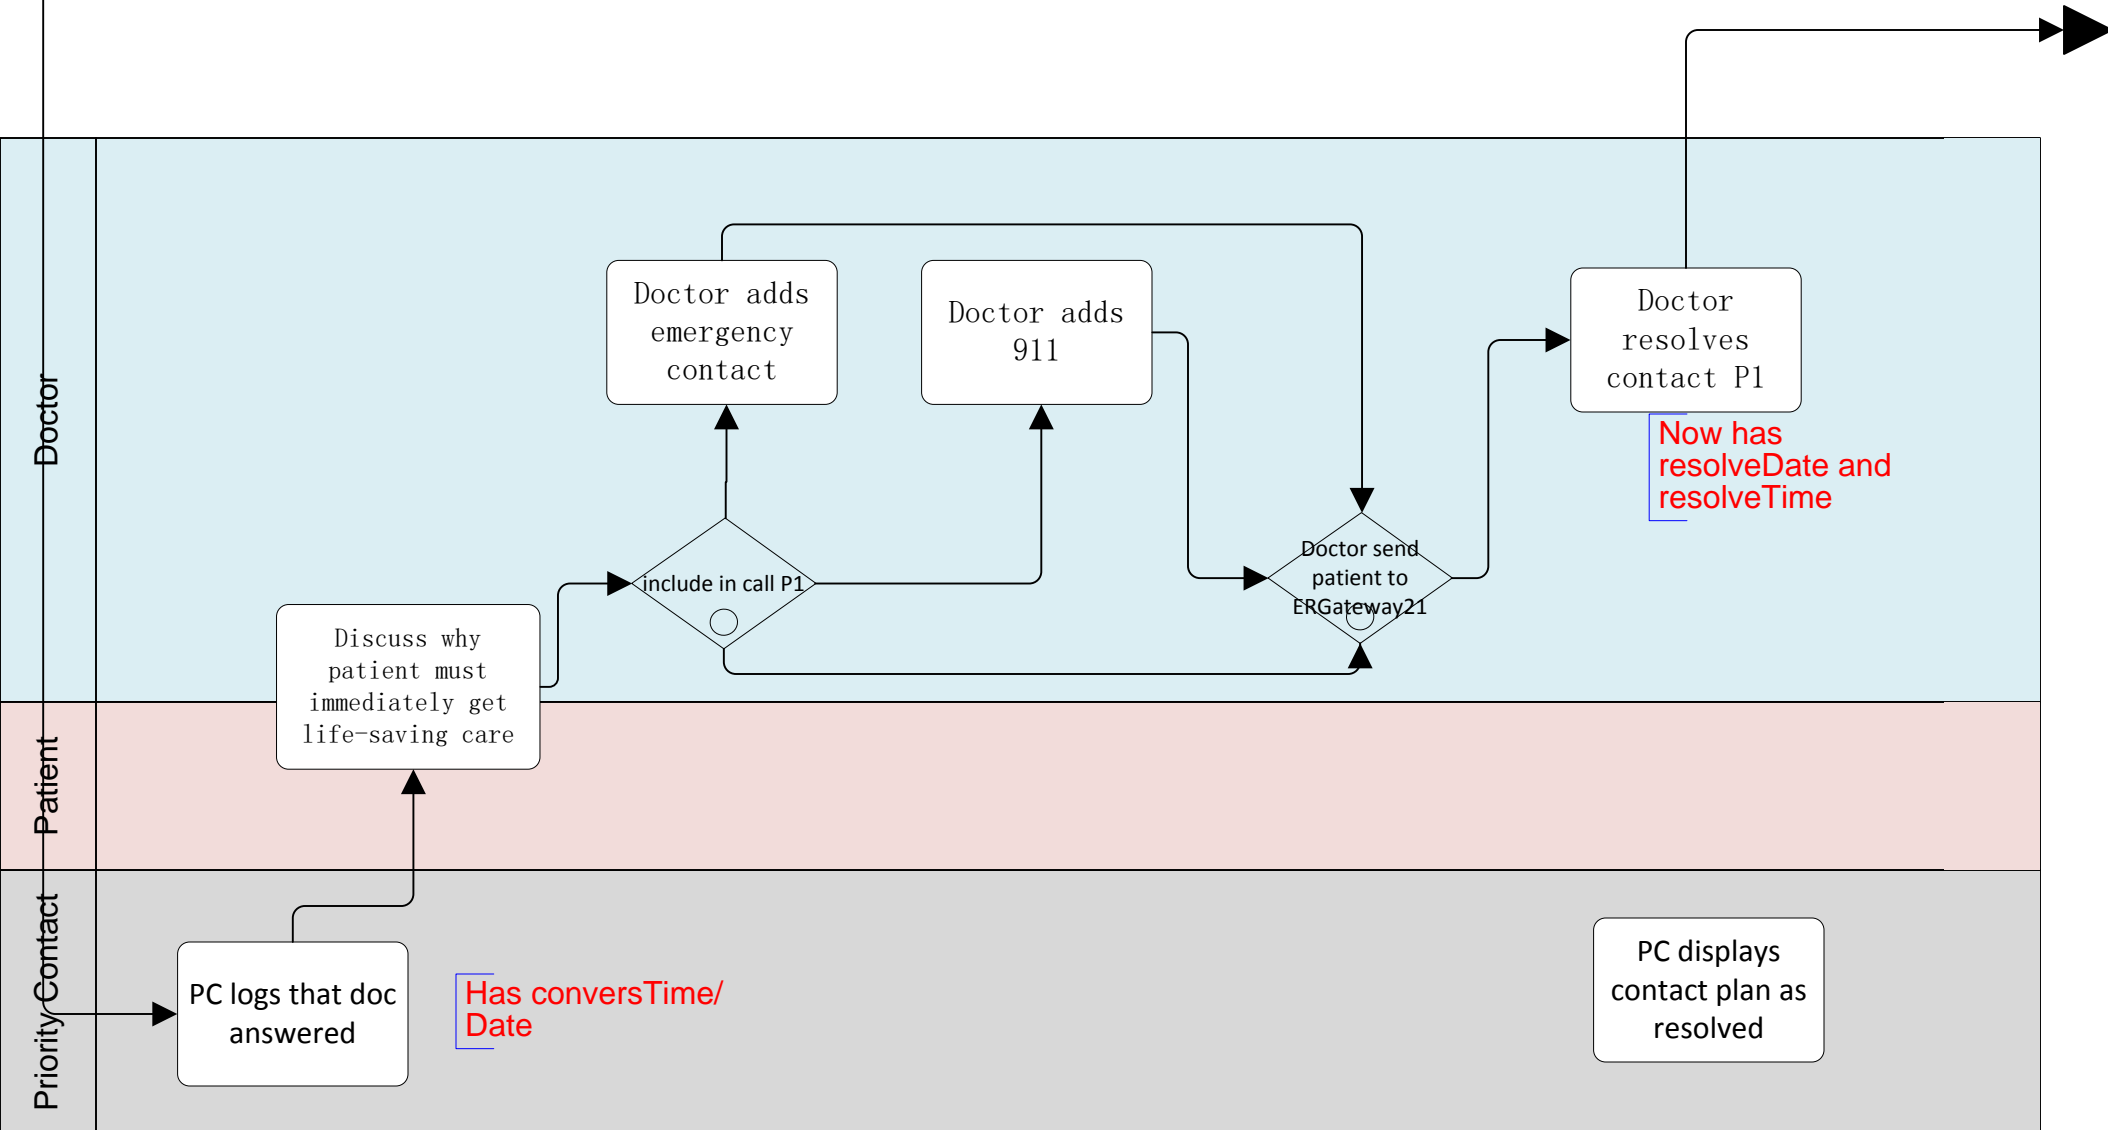 Doctor
Patient
Priority Contact
Doctor adds
emergency
contact
Doctor adds
911
Doctor
resolves
contact P1
Now has
resolveDate and
resolveTime
include in call P1
Doctor send
patient to
ERGateway21
Discuss why
patient must
immediately get
life-saving care
PC logs that doc
answered
Has conversTime/
Date
PC displays
contact plan as
resolved